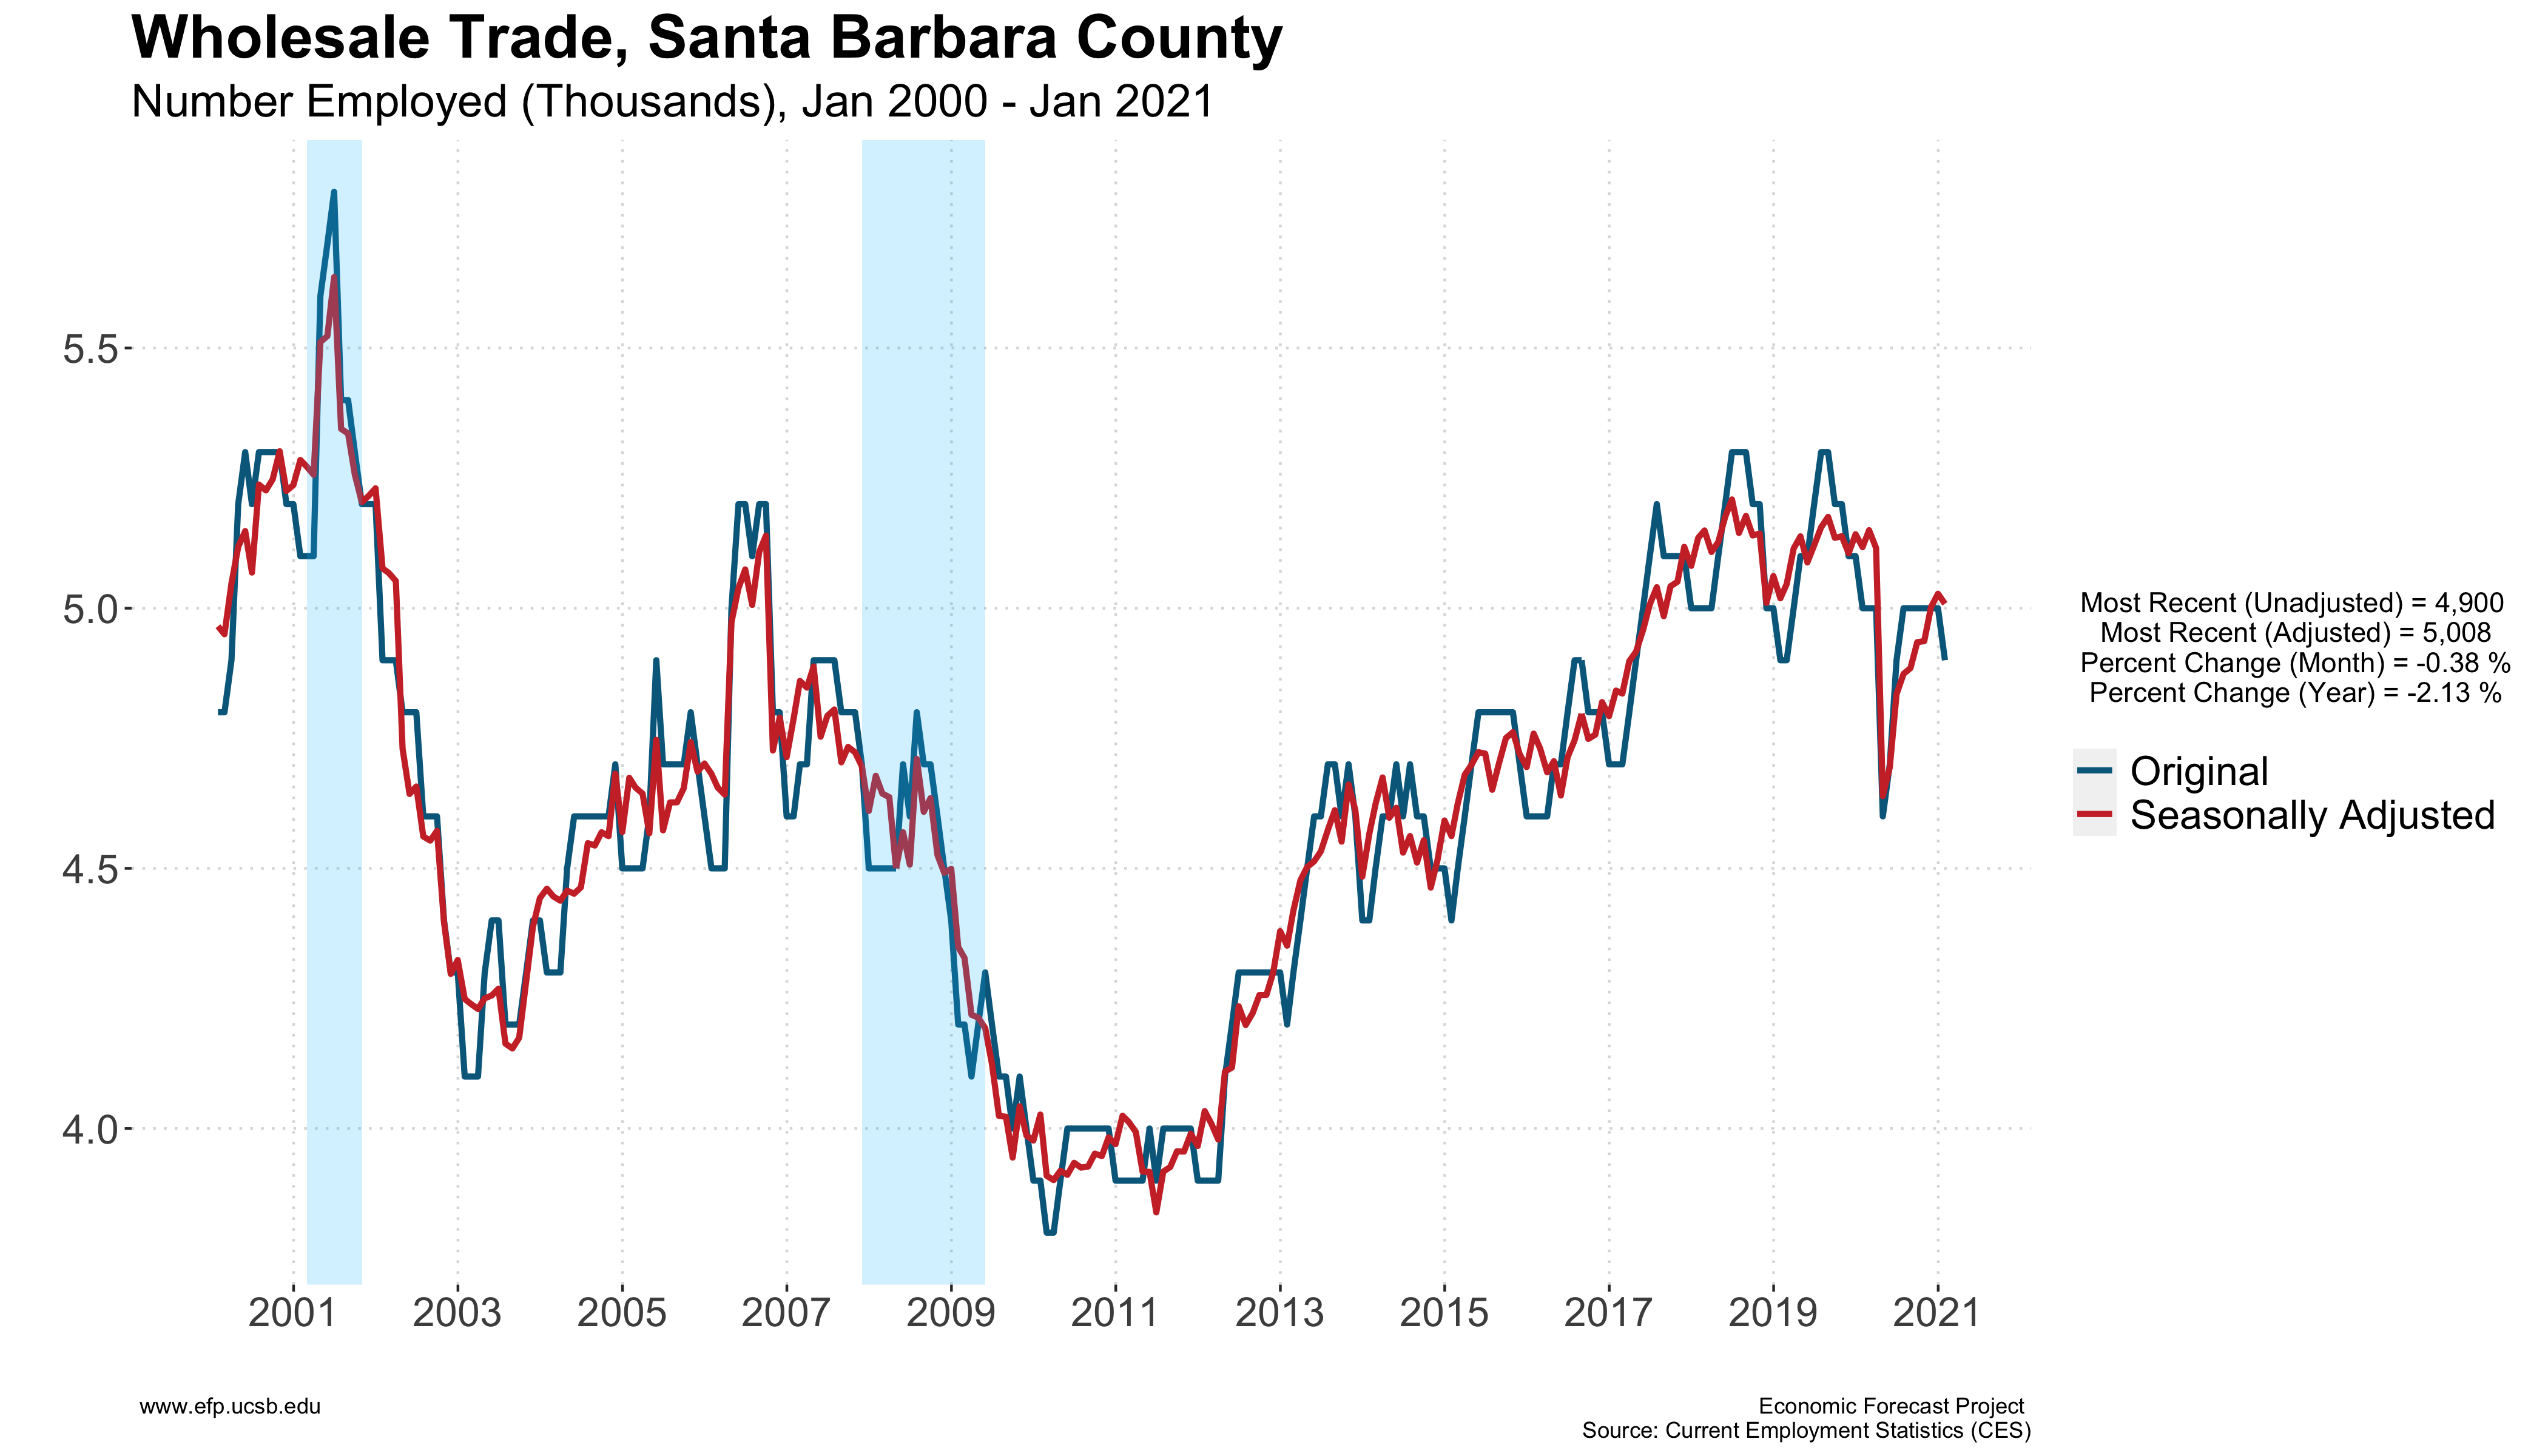 Wholesale Trade, Santa Barbara County
Number Employed (Thousands), Jan 2000 - Jan 2021
5.5
5.0
4.5
4.0
2001 2003 2005 2007 2009 2011 2013 2015 2017 2019 2021
Most Recent (Unadjusted) = 4,900
Most Recent (Adjusted) = 5,008
Percent Change (Month) = -0.38 %
Percent Change (Year) = -2.13 %
Original
Seasonally Adjusted
www.efp.ucsb.edu
Economic Forecast Project
Source: Current Employment Statistics (CES)